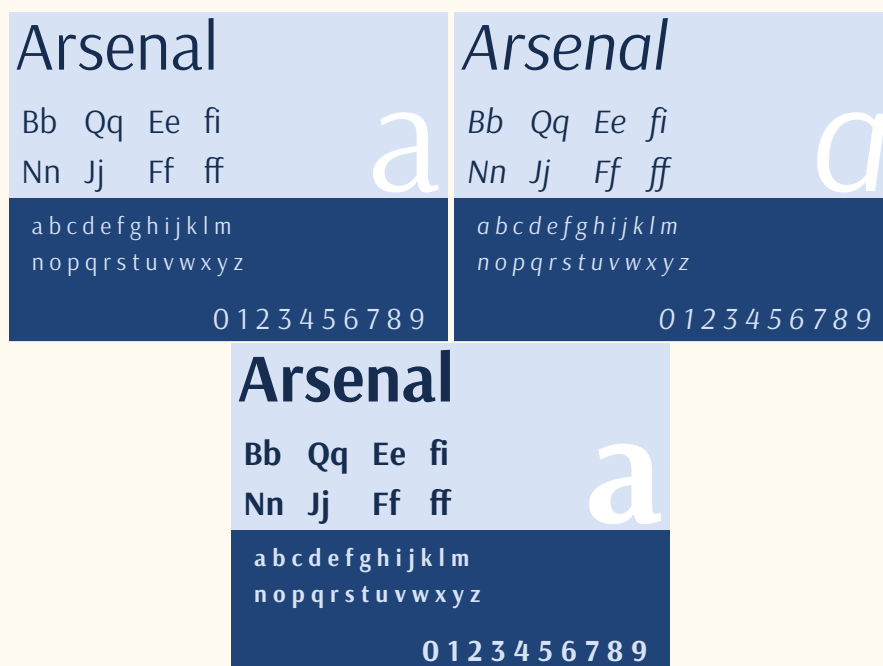 Arsenal
Bb Qq Ee fi a
Nn Jj Ff ff
a b c d e f g h i j k l m
n o p q r s t u v w x y z
0 1 2 3 4 5 6 7 8 9
Arsenal
Bb Qq Ee fi a
Nn Jj Ff ff
a b c d e f g h i j k l m
n o p q r s t u v w x y z
0 1 2 3 4 5 6 7 8 9
Arsenal
Bb Qq Ee fi a
Nn Jj Ff ff
a b c d e f g h i j k l m
n o p q r s t u v w x y z
0 1 2 3 4 5 6 7 8 9